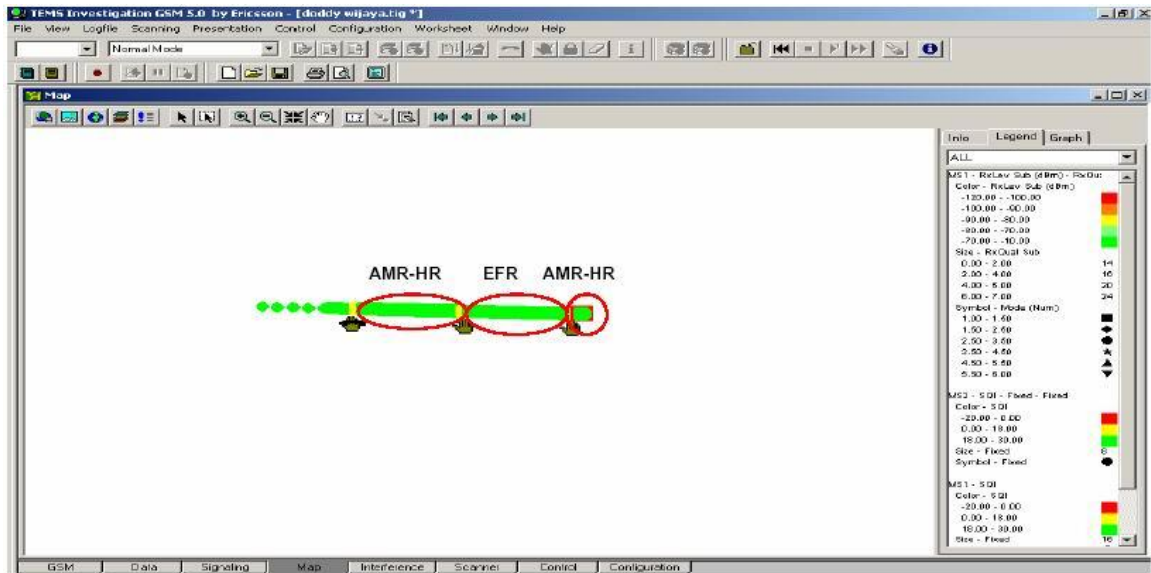 TEMS Investigation GSM 5.0 by Ericsson - [doddy wijaya.tig *]
File View Logfile Scanning Presentation Control Configuration Worksheet Window Help
Normal Mode
Map
Info Legend Graph
ALL
MS1 - RxLev Sub (dBm) - RxQu
Color - RxLev Sub (dBm)
-120.00 - -100.00
-100.00 - -90.00
-90.00 - -80.00
-80.00 - -70.00
-70.00 - -10.00
Size - RxQual Sub
0.00 - 2.00 14
2.00 - 4.00 16
4.00 - 6.00 20
6.00 - 7.00 24
Symbol - Mode (Num)
1.00 - 1.50
1.50 - 2.50
2.50 - 3.50
3.50 - 4.50
4.50 - 5.50
5.50 - 6.00
AMR-HR EFR AMR-HR
SQI - Fixed - Fixed
Color - SQI
-20.00 - 0.00
0.00 - 18.00
18.00 - 30.00
Size - Fixed 8
Symbol - Fixed
MS1 - SQI
Color - SQI
-20.00 - 0.00
0.00 - 18.00
18.00 - 30.00
Size - Fixed 16
GSM Data Signaling Map Interference Scanner Control Configuration